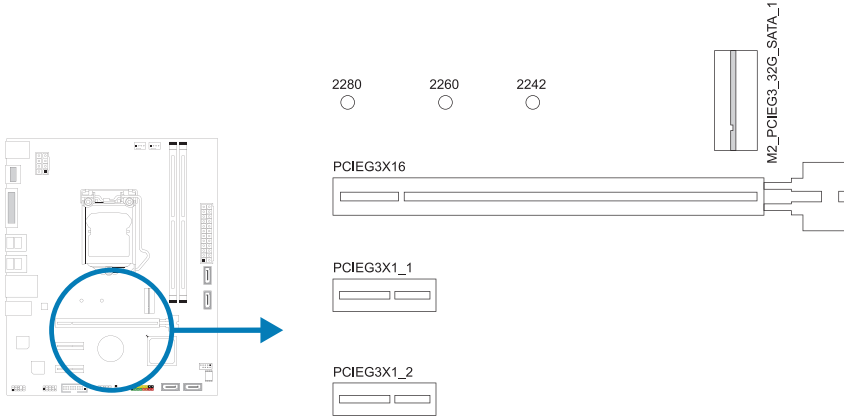 M2_PCIEG3_32G_SATA_1
2280 2260 2242
PCIEG3X16
PCIEG3X1_1
PCIEG3X1_2